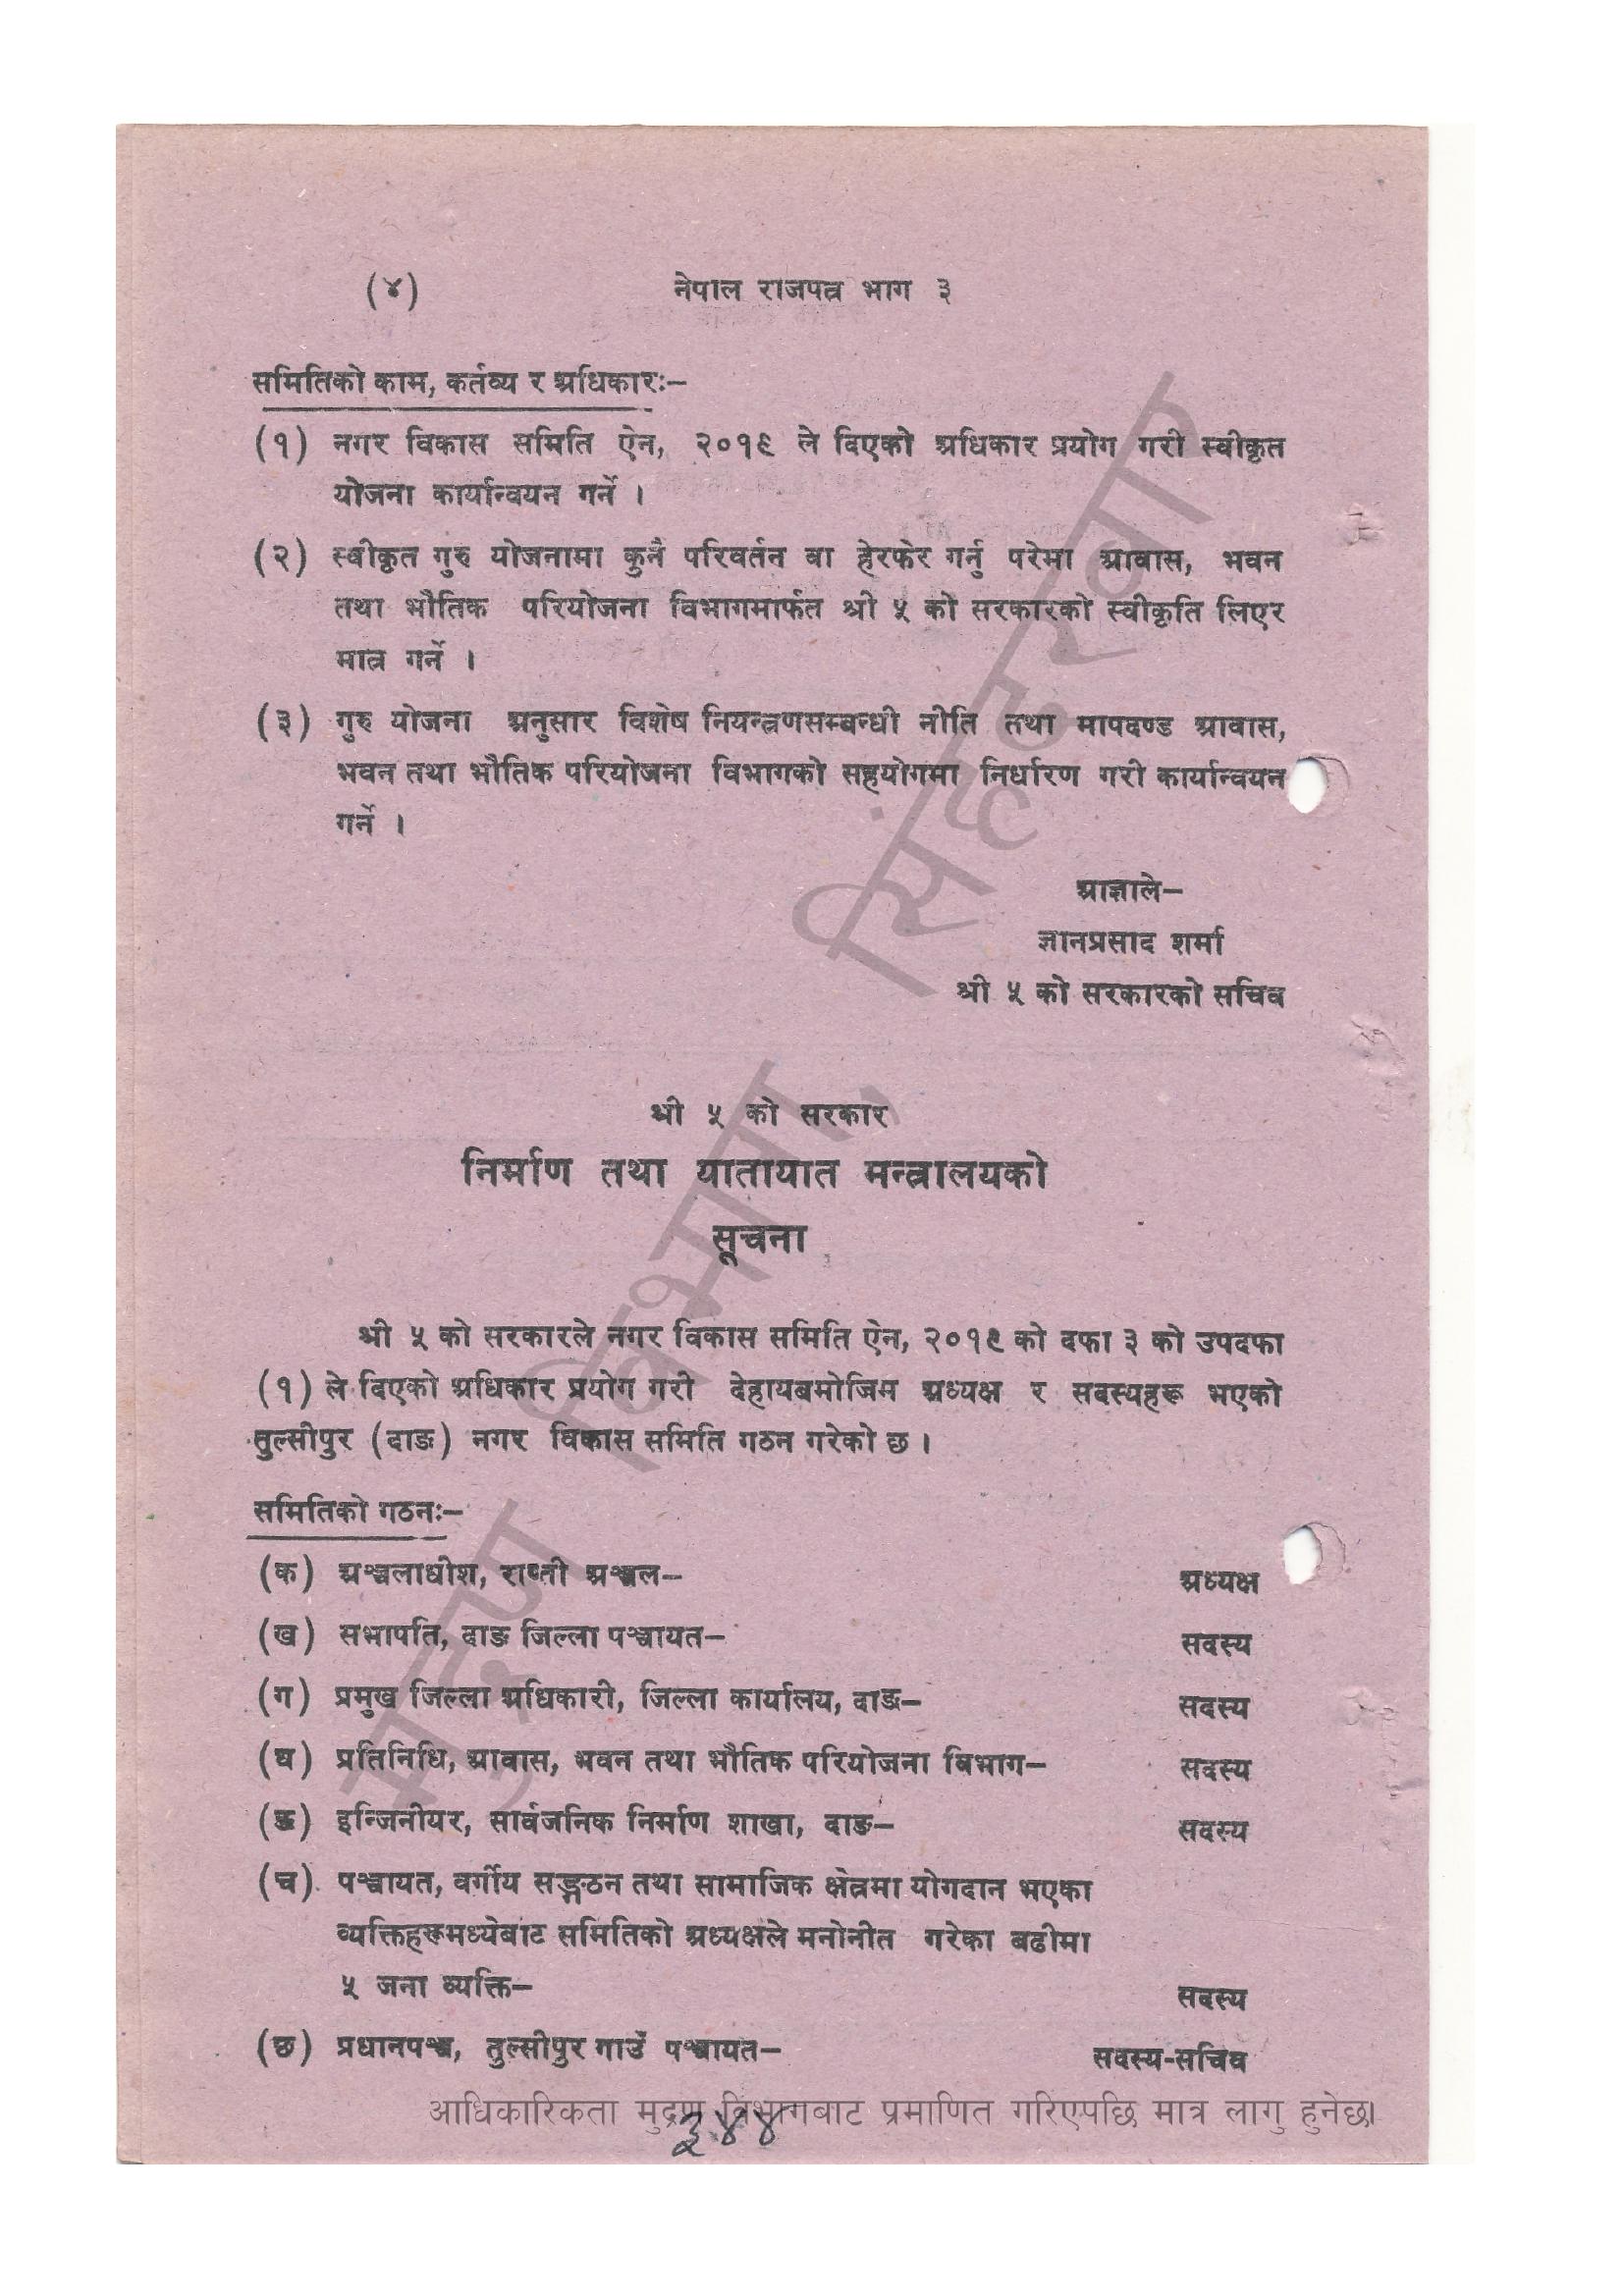 (४) नेपाल राजपत्र भाग ३
समितिको काम, कर्तव्य र अधिकारः–
(१) नगर विकास समिति ऐन, २०१९ ले दिएको अधिकार प्रयोग गरी स्वीकृत
योजना कार्यान्वयन गर्ने ।
(२) स्वीकृत गुरु योजनामा कुनै परिवर्तन वा हेरफेर गर्नु परेमा आवास, भवन
तथा भौतिक परियोजना विभागमार्फत श्री ५ को सरकारको स्वीकृति लिएर
मात्र गर्ने ।
(३) गुरु योजना अनुसार विशेष नियन्त्रणसम्बन्धी नीति तथा मापदण्ड आवास,
भवन तथा भौतिक परियोजना विभागको सहयोगमा निर्धारण गरी कार्यान्वयन
गर्ने ।
आज्ञाले–
ज्ञानप्रसाद शर्मा
श्री ५ को सरकारको सचिव
श्री ५ को सरकार
निर्माण तथा यातायात मन्त्रालयको
सूचना
श्री ५ को सरकारले नगर विकास समिति ऐन, २०१९ को दफा ३ को उपदफा
(१) ले दिएको अधिकार प्रयोग गरी देहायबमोजिम अध्यक्ष र सदस्यहरू भएको
तुल्सीपुर (दाङ) नगर विकास समिति गठन गरेको छ ।
समितिको गठनः–
(क) अञ्चलाधीश, राप्ती अञ्चल– अध्यक्ष
(ख) सभापति, दाङ जिल्ला पञ्चायत– सदस्य
(ग) प्रमुख जिल्ला अधिकारी, जिल्ला कार्यालय, दाङ– सदस्य
(घ) प्रतिनिधि, आवास, भवन तथा भौतिक परियोजना विभाग– सदस्य
(ङ) इन्जिनीयर, सार्वजनिक निर्माण शाखा, दाङ– सदस्य
(च) पञ्चायत, वर्गीय सङ्गठन तथा सामाजिक क्षेत्रमा योगदान भएका
व्यक्तिहरूमध्येबाट समितिको अध्यक्षले मनोनीत गरेका बढीमा
५ जना व्यक्ति– सदस्य
(छ) प्रधानपञ्च, तुल्सीपुर गाउँ पञ्चायत– सदस्य-सचिव
आधिकारिकता मुद्रण विभागबाट प्रमाणित गरिएपछि मात्र लागु हुनेछ।
३४४
मुद्रण विभाग, सिंहदरबार